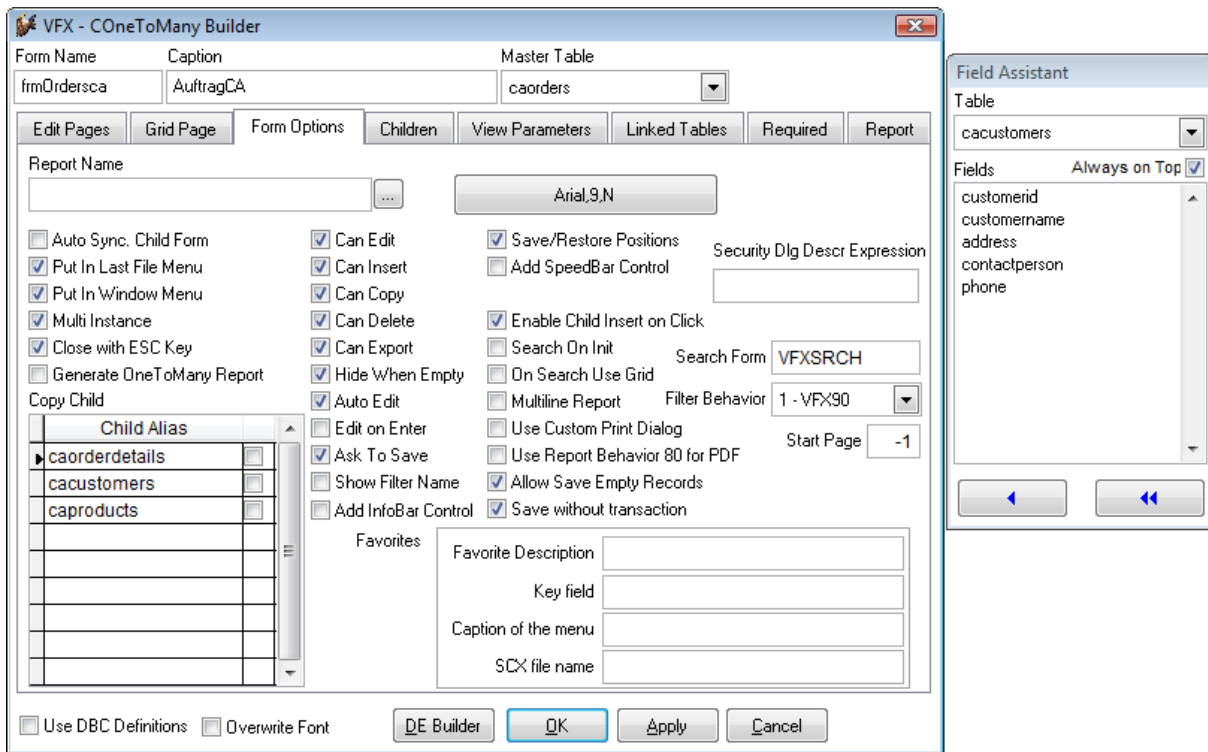 VFX - COneToMany Builder
Form Name Caption Master Table
frmOrdersca AuftragCA caorders
Edit Pages Grid Page Form Options Children View Parameters Linked Tables Required Report
Report Name
... Arial,9,N
Auto Sync. Child Form Can Edit Save/Restore Positions
Security Dlg Descr Expression
Put In Last File Menu Can Insert Add SpeedBar Control
Put In Window Menu Can Copy
Multi Instance Can Delete Enable Child Insert on Click
Close with ESC Key Can Export Search On Init Search Form VFXSRCH
Generate OneToMany Report Hide When Empty On Search Use Grid
Copy Child Auto Edit Multiline Report Filter Behavior 1 - VFX90
Child Alias Edit on Enter Use Custom Print Dialog Start Page -1
caorderdetails Ask To Save Use Report Behavior 80 for PDF
cacustomers Show Filter Name Allow Save Empty Records
caproducts Add InfoBar Control Save without transaction
Favorites Favorite Description
Key field
Caption of the menu
SCX file name
Use DBC Definitions Overwrite Font DE Builder OK Apply Cancel
Field Assistant
Table
cacustomers
Fields Always on Top
customerid
customername
address
contactperson
phone